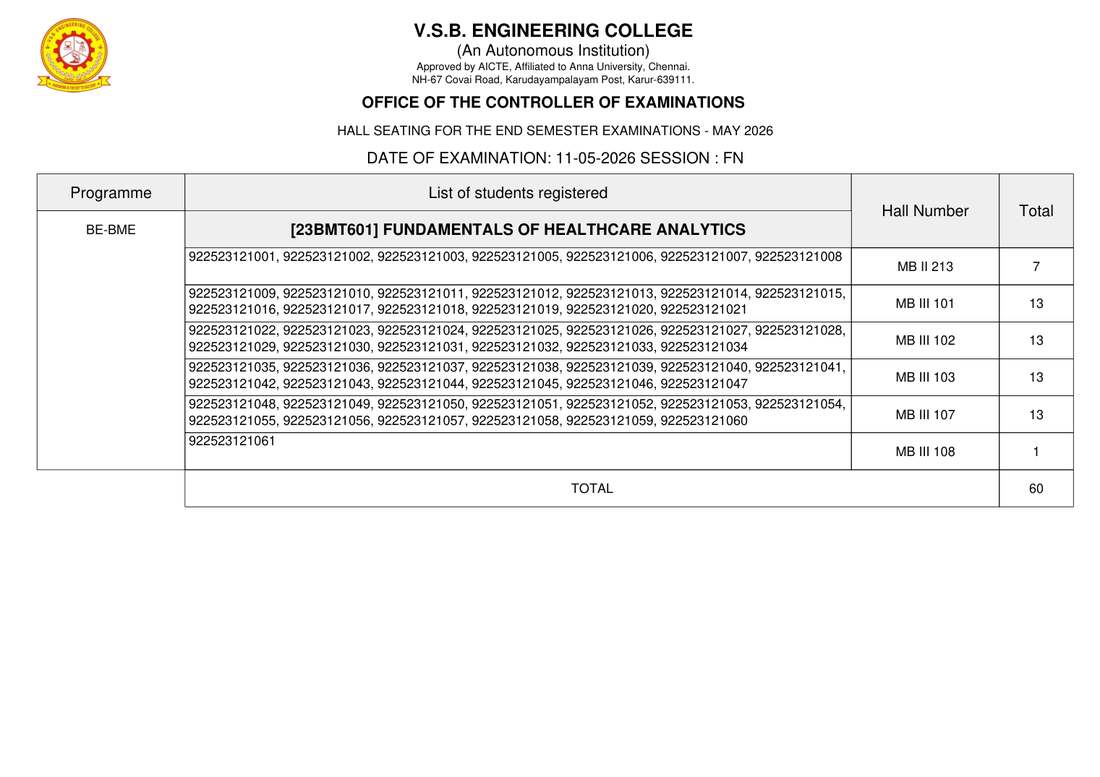 V.S.B. ENGINEERING COLLEGE
(An Autonomous Institution)
Approved by AICTE, Affiliated to Anna University, Chennai.
NH-67 Covai Road, Karudayampalayam Post, Karur-639111.
OFFICE OF THE CONTROLLER OF EXAMINATIONS
HALL SEATING FOR THE END SEMESTER EXAMINATIONS - MAY 2026
DATE OF EXAMINATION: 11-05-2026 SESSION : FN
Programme List of students registered Hall Number Total
BE-BME [23BMT601] FUNDAMENTALS OF HEALTHCARE ANALYTICS
922523121001, 922523121002, 922523121003, 922523121005, 922523121006, 922523121007, 922523121008
MB II 213 7
922523121009, 922523121010, 922523121011, 922523121012, 922523121013, 922523121014, 922523121015,
922523121016, 922523121017, 922523121018, 922523121019, 922523121020, 922523121021
MB III 101 13
922523121022, 922523121023, 922523121024, 922523121025, 922523121026, 922523121027, 922523121028,
922523121029, 922523121030, 922523121031, 922523121032, 922523121033, 922523121034
MB III 102 13
922523121035, 922523121036, 922523121037, 922523121038, 922523121039, 922523121040, 922523121041,
922523121042, 922523121043, 922523121044, 922523121045, 922523121046, 922523121047
MB III 103 13
922523121048, 922523121049, 922523121050, 922523121051, 922523121052, 922523121053, 922523121054,
922523121055, 922523121056, 922523121057, 922523121058, 922523121059, 922523121060
MB III 107 13
922523121061
MB III 108 1
TOTAL 60